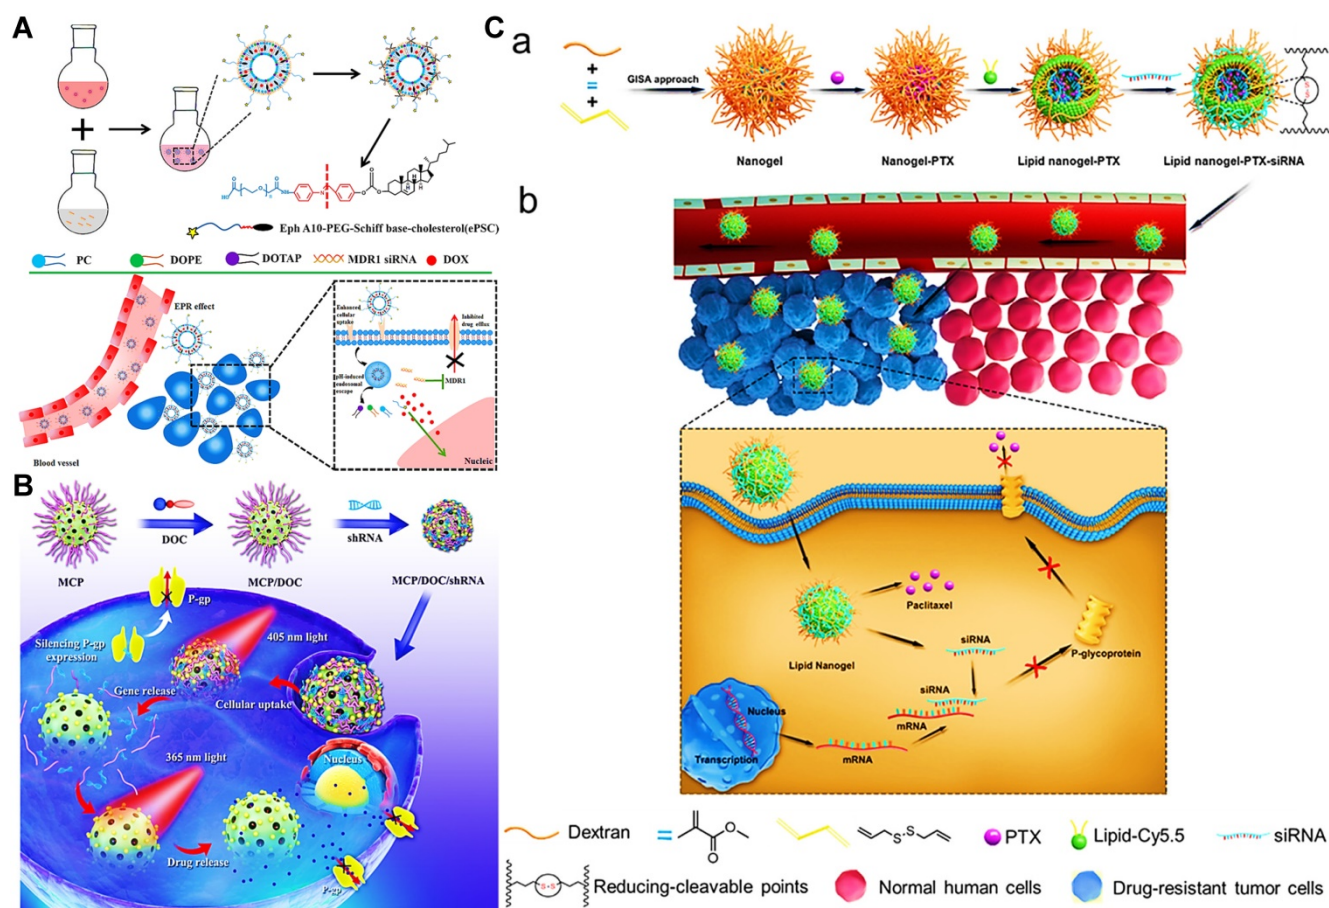 A
Eph A10-PEG-Schiff base-cholesterol(ePSC)
PC
DOPE
DOTAP
MDR1 siRNA
DOX
EPR effect
Blood vessel
Enhanced
cellular
uptake
Inhibited
drug efflux
pH-induced
endosomal
escape
MDR1
Nucleic
B
MCP
DOC
MCP/DOC
shRNA
MCP/DOC/shRNA
P-gp
Silencing P-gp
expression
405 nm light
Gene release
Cellular uptake
365 nm light
Nucleus
Drug release
P-gp
C
a
GISA approach
Nanogel
Nanogel-PTX
Lipid nanogel-PTX
Lipid nanogel-PTX-siRNA
b
Paclitaxel
Lipid Nanogel
siRNA
P-glycoprotein
siRNA
mRNA
Nucleus
Transcription
mRNA
Dextran
O
O
S-S
PTX
Lipid-Cy5.5
siRNA
S-S
Reducing-cleavable points
Normal human cells
Drug-resistant tumor cells